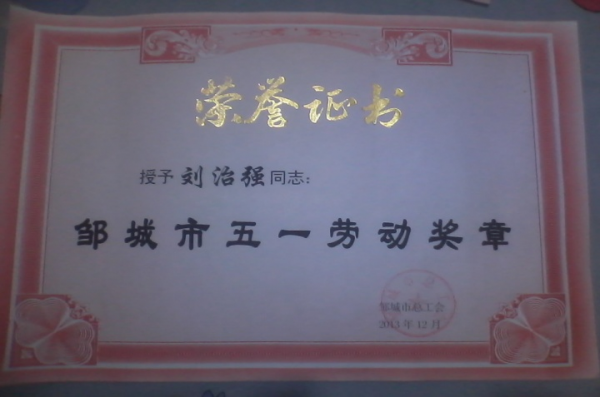 荣誉证书
授予 刘治强 同志：
邹城市五一劳动奖章
邹城市总工会
2013年12月